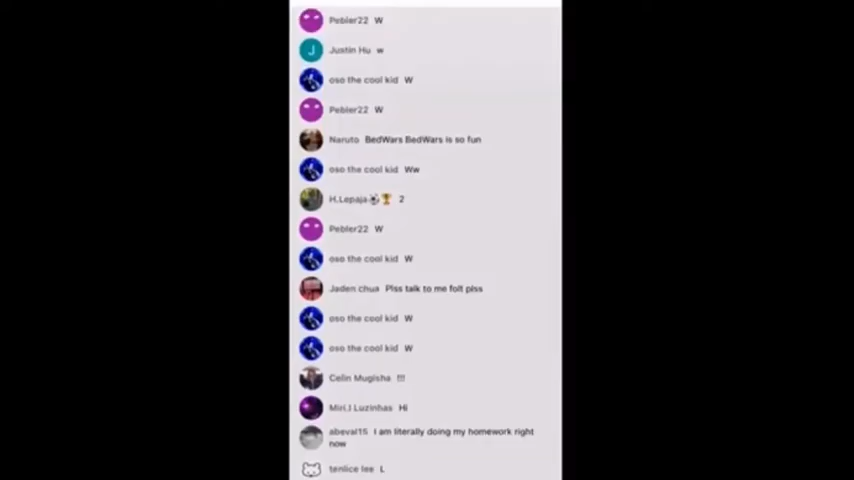 Pebler22 W
J Justin Hu w
oso the cool kid W
Pebler22 W
Naruto BedWars BedWars is so fun
oso the cool kid Ww
H.Lepaja⚽🏆 2
Pebler22 W
oso the cool kid W
Jaden chua Plss talk to me folt plss
oso the cool kid W
oso the cool kid W
Celin Mugisha !!!
Miri.l Luzinhas Hi
abeval15 I am literally doing my homework right
now
tenlice lee L